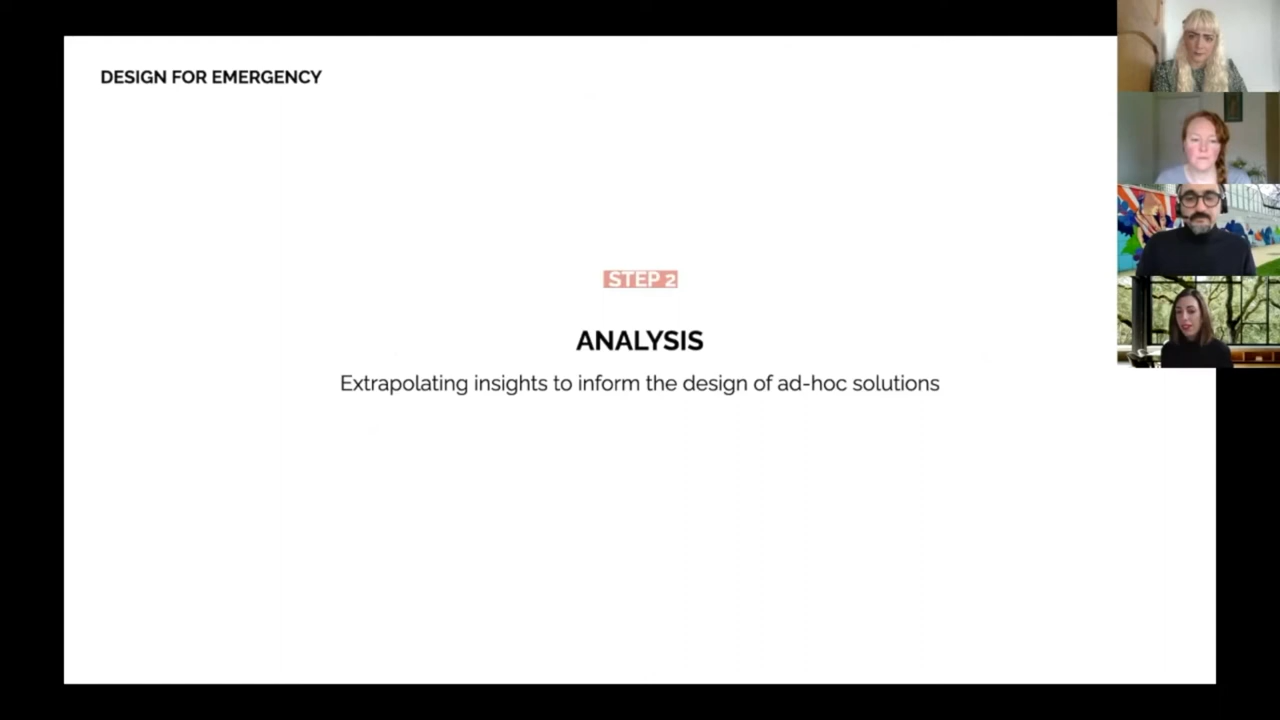 DESIGN FOR EMERGENCY
STEP 2
ANALYSIS
Extrapolating insights to inform the design of ad-hoc solutions